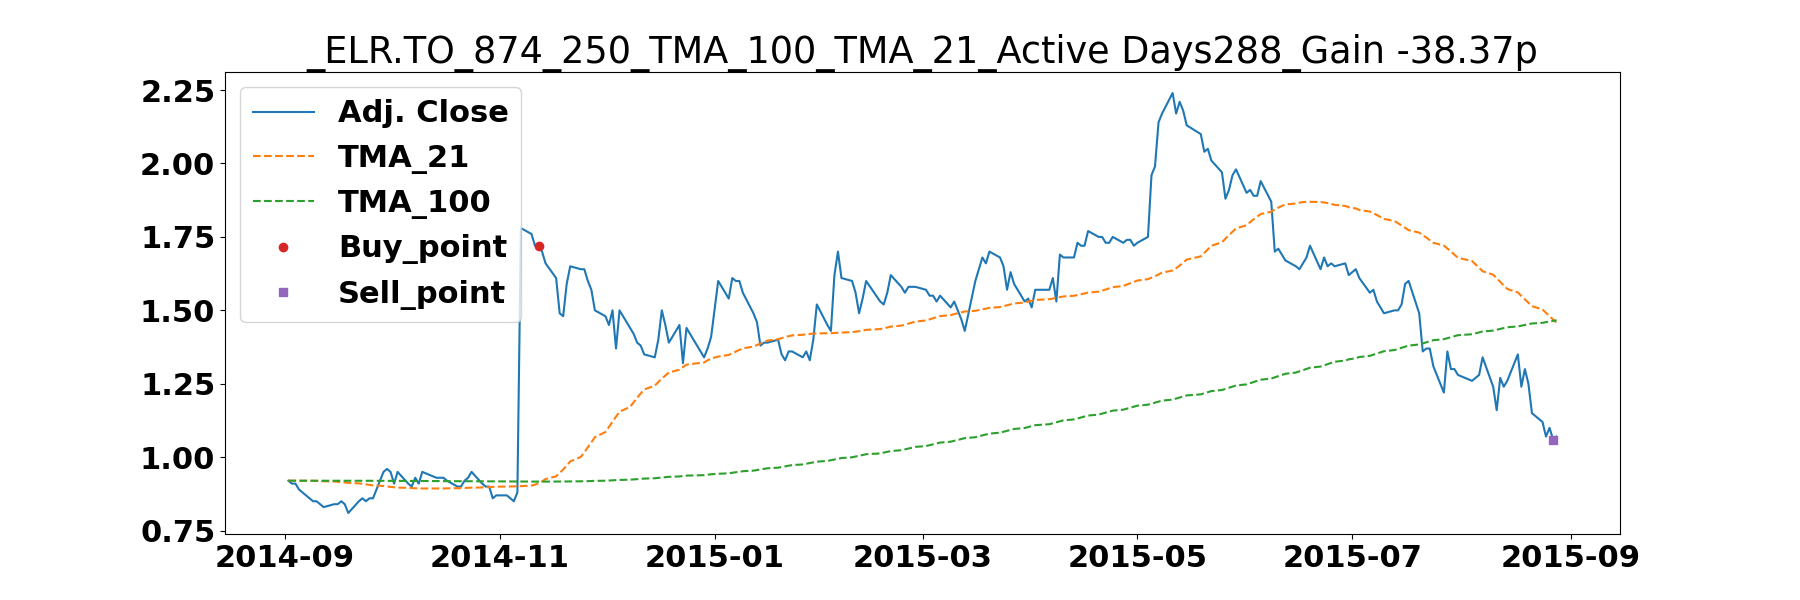 _ELR.TO_874_250_TMA_100_TMA_21_Active Days288_Gain -38.37p
2.25
2.00
1.75
1.50
1.25
1.00
0.75
Adj. Close
TMA_21
TMA_100
Buy_point
Sell_point
2014-09 2014-11 2015-01 2015-03 2015-05 2015-07 2015-09